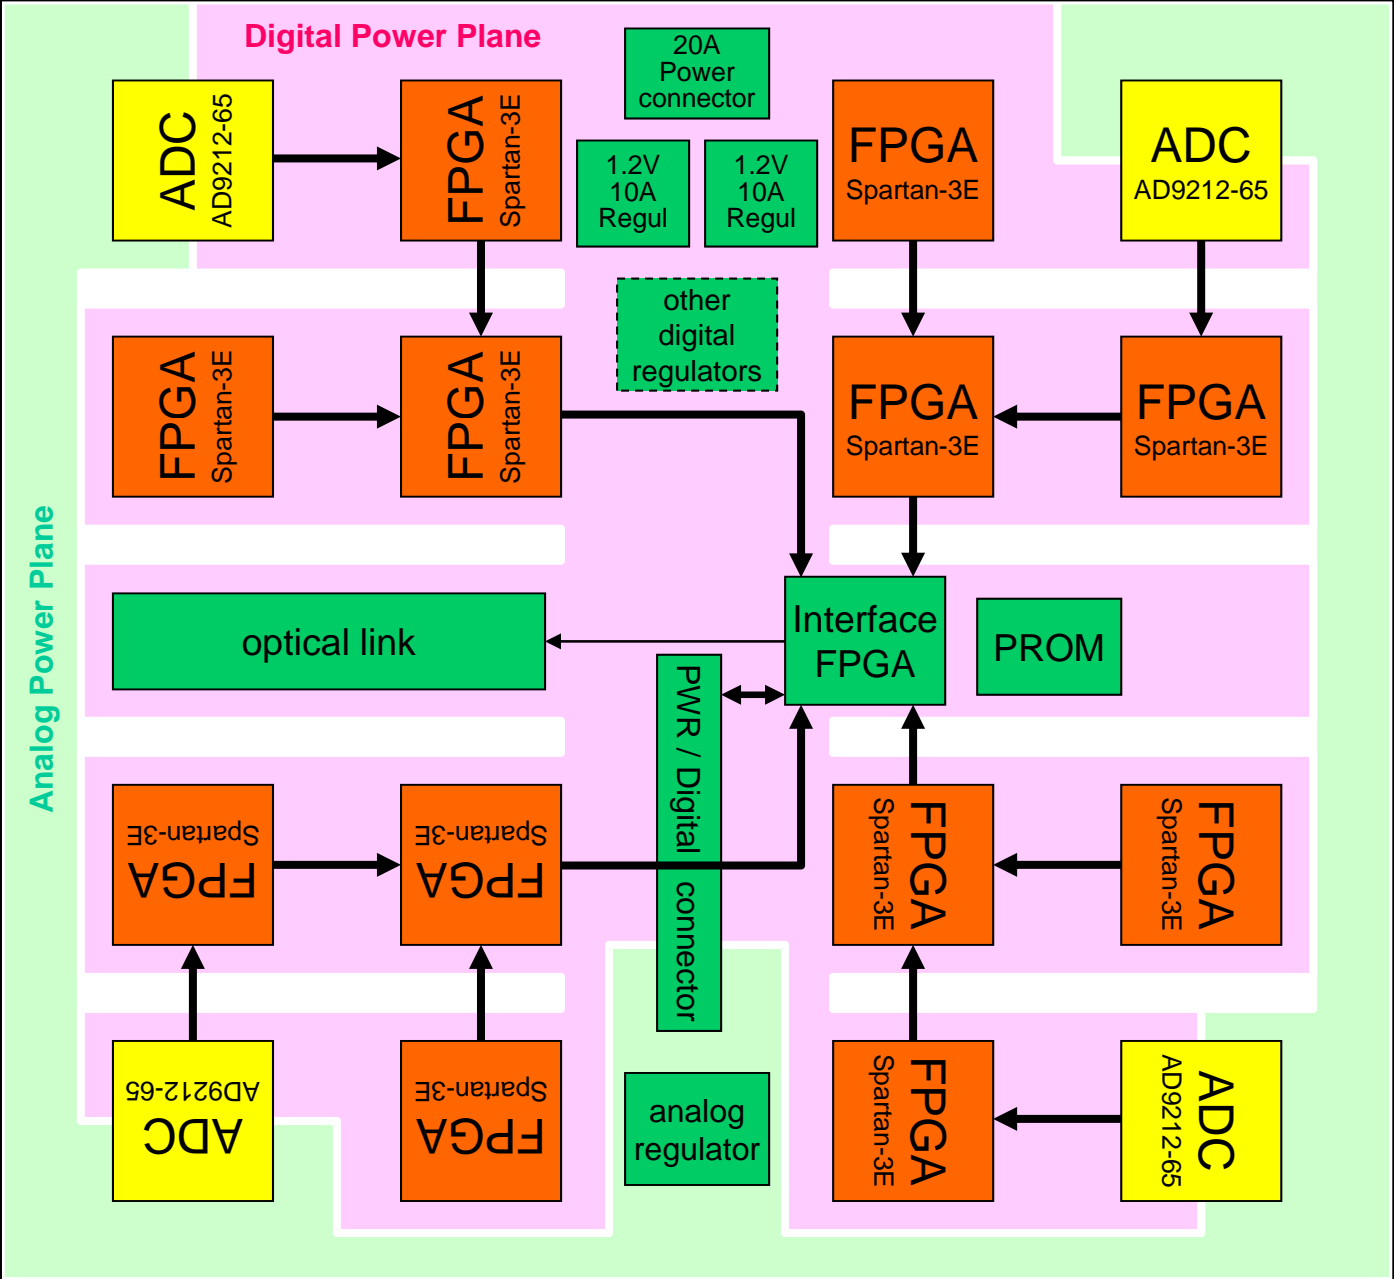 Digital Power Plane
20A
Power
connector
ADC
AD9212-65
FPGA
Spartan-3E
1.2V
10A
Regul
1.2V
10A
Regul
FPGA
Spartan-3E
ADC
AD9212-65
other
digital
regulators
FPGA
Spartan-3E
FPGA
Spartan-3E
FPGA
Spartan-3E
FPGA
Spartan-3E
Analog Power Plane
optical link
Interface
FPGA
PROM
PWR / Digital connector
FPGA
Spartan-3E
FPGA
Spartan-3E
FPGA
Spartan-3E
FPGA
Spartan-3E
ADC
AD9212-65
FPGA
Spartan-3E
analog
regulator
FPGA
Spartan-3E
ADC
AD9212-65